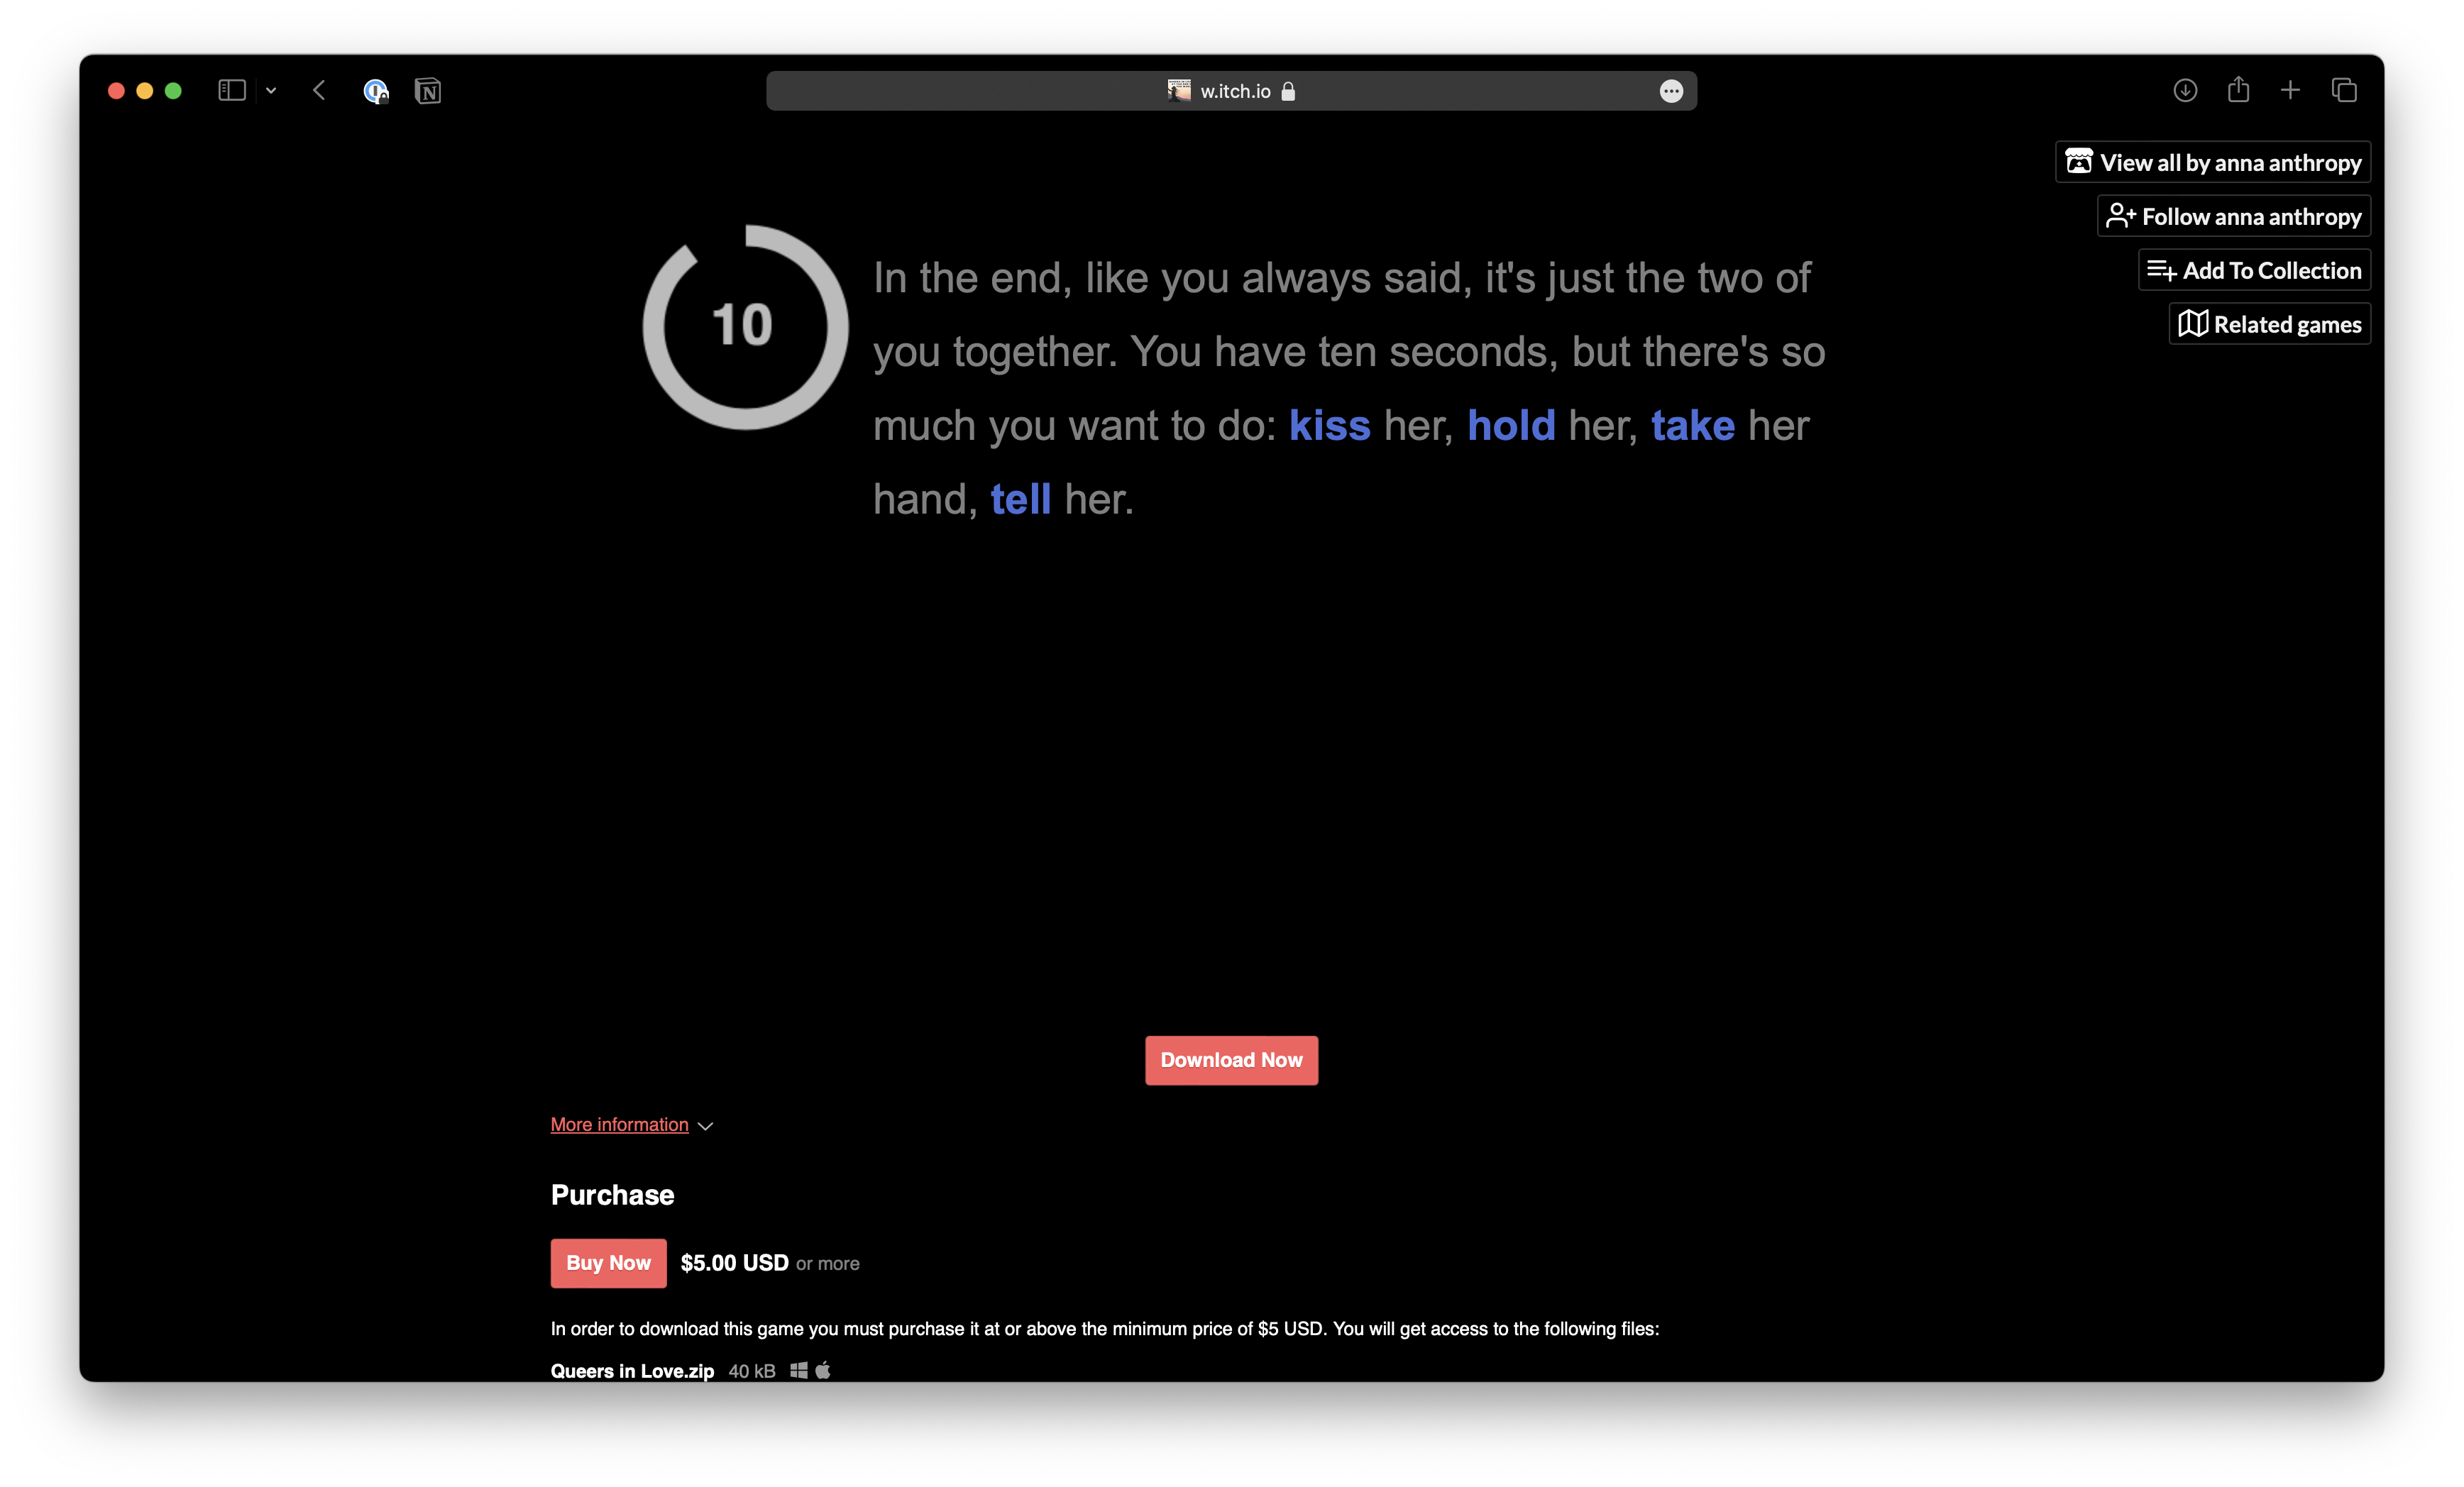 w.itch.io
View all by anna anthropy
Follow anna anthropy
Add To Collection
Related games
10
In the end, like you always said, it's just the two of
you together. You have ten seconds, but there's so
much you want to do: kiss her, hold her, take her
hand, tell her.
Download Now
More information
Purchase
Buy Now $5.00 USD or more
In order to download this game you must purchase it at or above the minimum price of $5 USD. You will get access to the following files:
Queers in Love.zip 40 kB